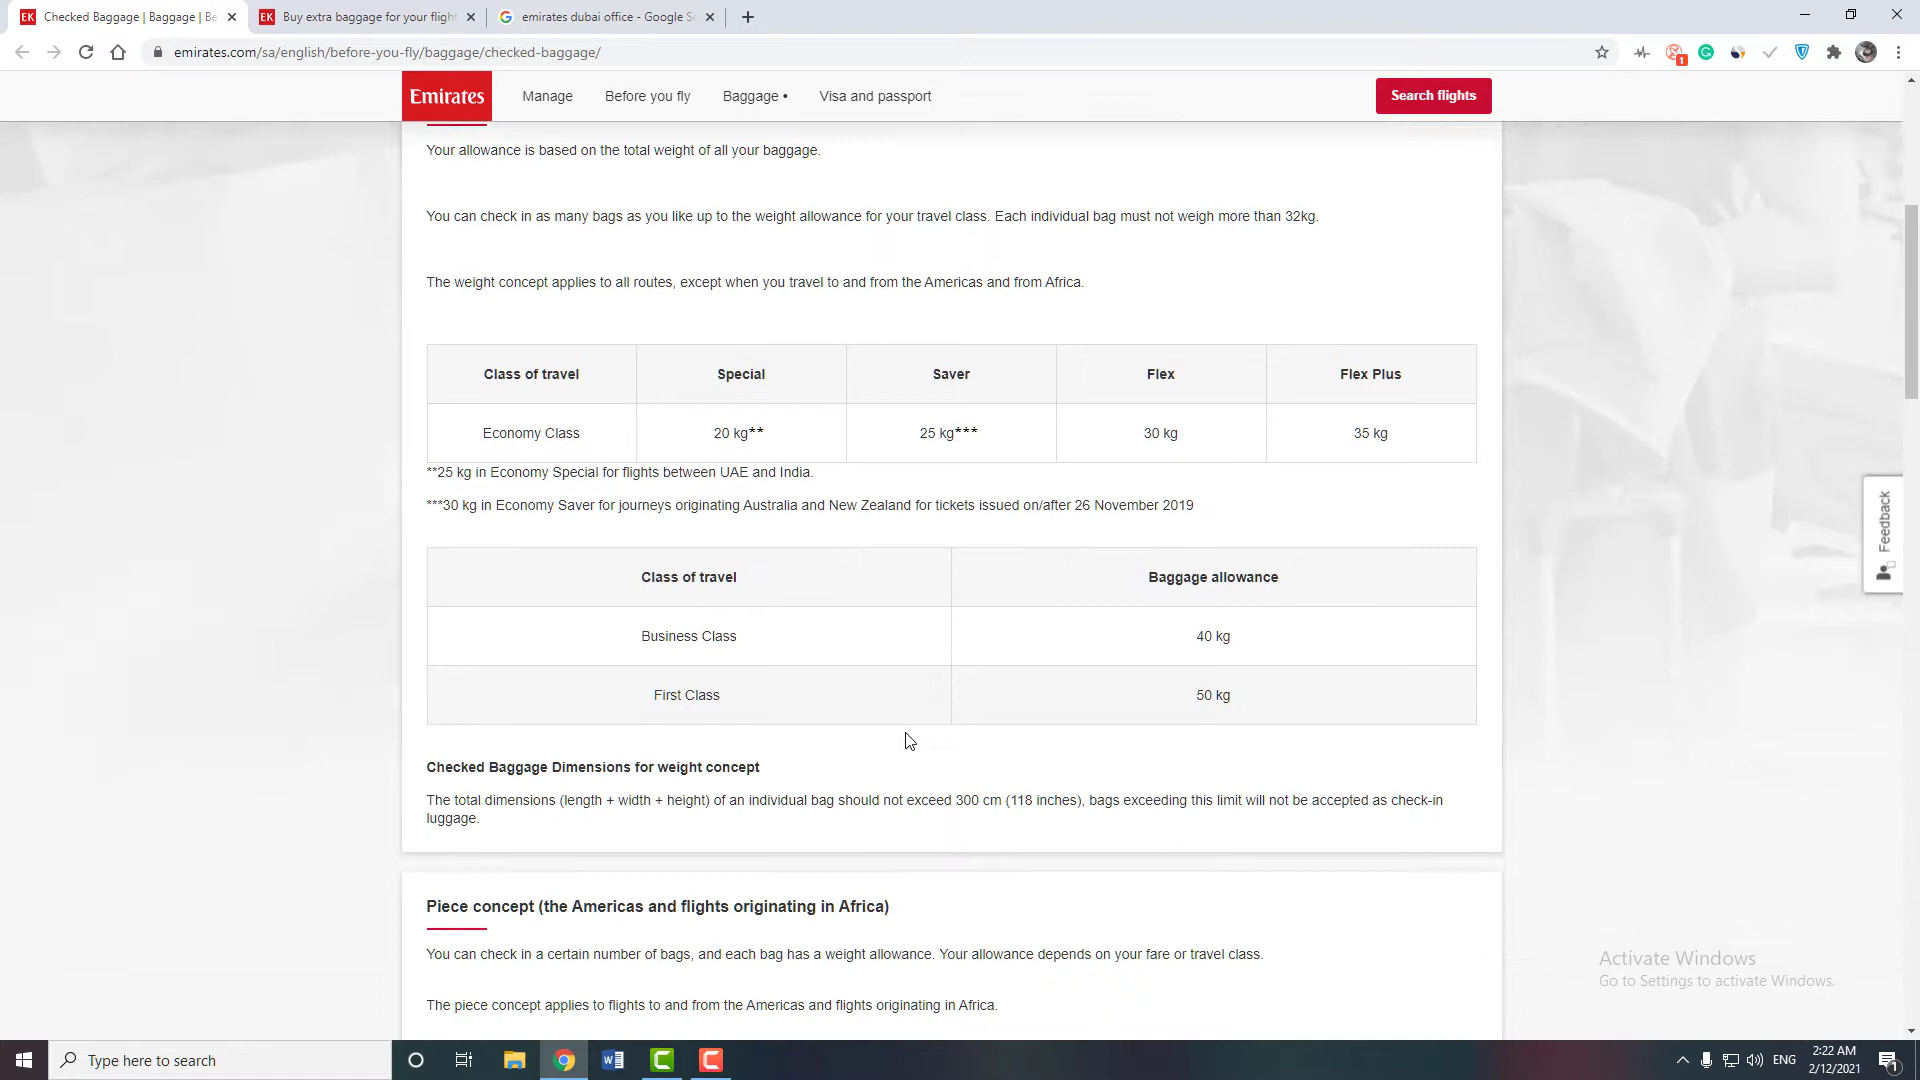 Checked Baggage | Baggage | Be
Buy extra baggage for your flight
emirates dubai office - Google Se
emirates.com/sa/english/before-you-fly/baggage/checked-baggage/
1
Emirates
Manage
Before you fly
Baggage •
Visa and passport
Search flights
Your allowance is based on the total weight of all your baggage.
You can check in as many bags as you like up to the weight allowance for your travel class. Each individual bag must not weigh more than 32kg.
The weight concept applies to all routes, except when you travel to and from the Americas and from Africa.
Class of travel Special Saver Flex Flex Plus
Economy Class 20 kg** 25 kg*** 30 kg 35 kg
**25 kg in Economy Special for flights between UAE and India.
***30 kg in Economy Saver for journeys originating Australia and New Zealand for tickets issued on/after 26 November 2019
Class of travel Baggage allowance
Business Class 40 kg
First Class 50 kg
Feedback
Checked Baggage Dimensions for weight concept
The total dimensions (length + width + height) of an individual bag should not exceed 300 cm (118 inches), bags exceeding this limit will not be accepted as check-in
luggage.
Piece concept (the Americas and flights originating in Africa)
You can check in a certain number of bags, and each bag has a weight allowance. Your allowance depends on your fare or travel class.
The piece concept applies to flights to and from the Americas and flights originating in Africa.
Activate Windows
Go to Settings to activate Windows.
Type here to search
ENG
2:22 AM
2/12/2021
1